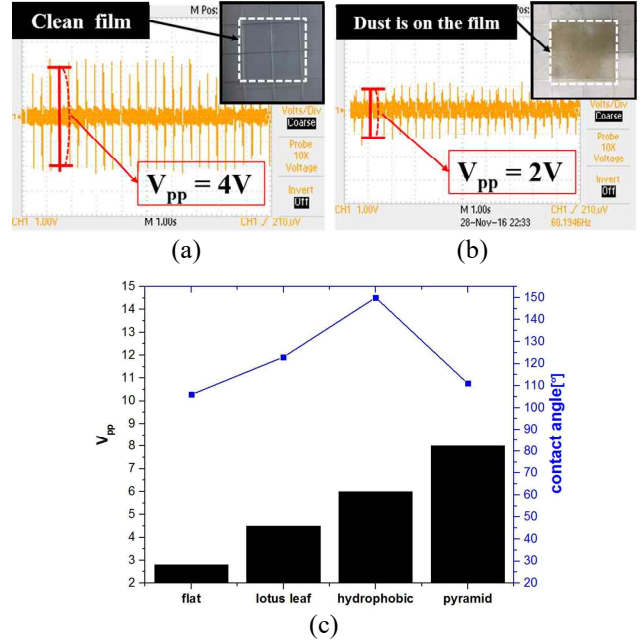 M Pos:
Clean film
Volts/Div
Coarse
Probe
10X
Voltage
Invert
Off
1
Vpp = 4V
CH1 1.00V
M 1.00s
CH1 / 210.0V
(a)
M Pos:
Dust is on the film
Volts/Div
Coarse
Probe
10X
Voltage
Invert
Off
1
Vpp = 2V
CH1 1.00V
M 1.00s
CH1 / 210.0V
28-Nov-16 22:33
60.1946Hz
(b)
15
14
13
12
11
10
9
8
7
6
5
4
3
2
Vpp
150
140
130
120
110
100
90
80
70
60
50
40
30
20
contact angle[°]
flat
lotus leaf
hydrophobic
pyramid
(c)